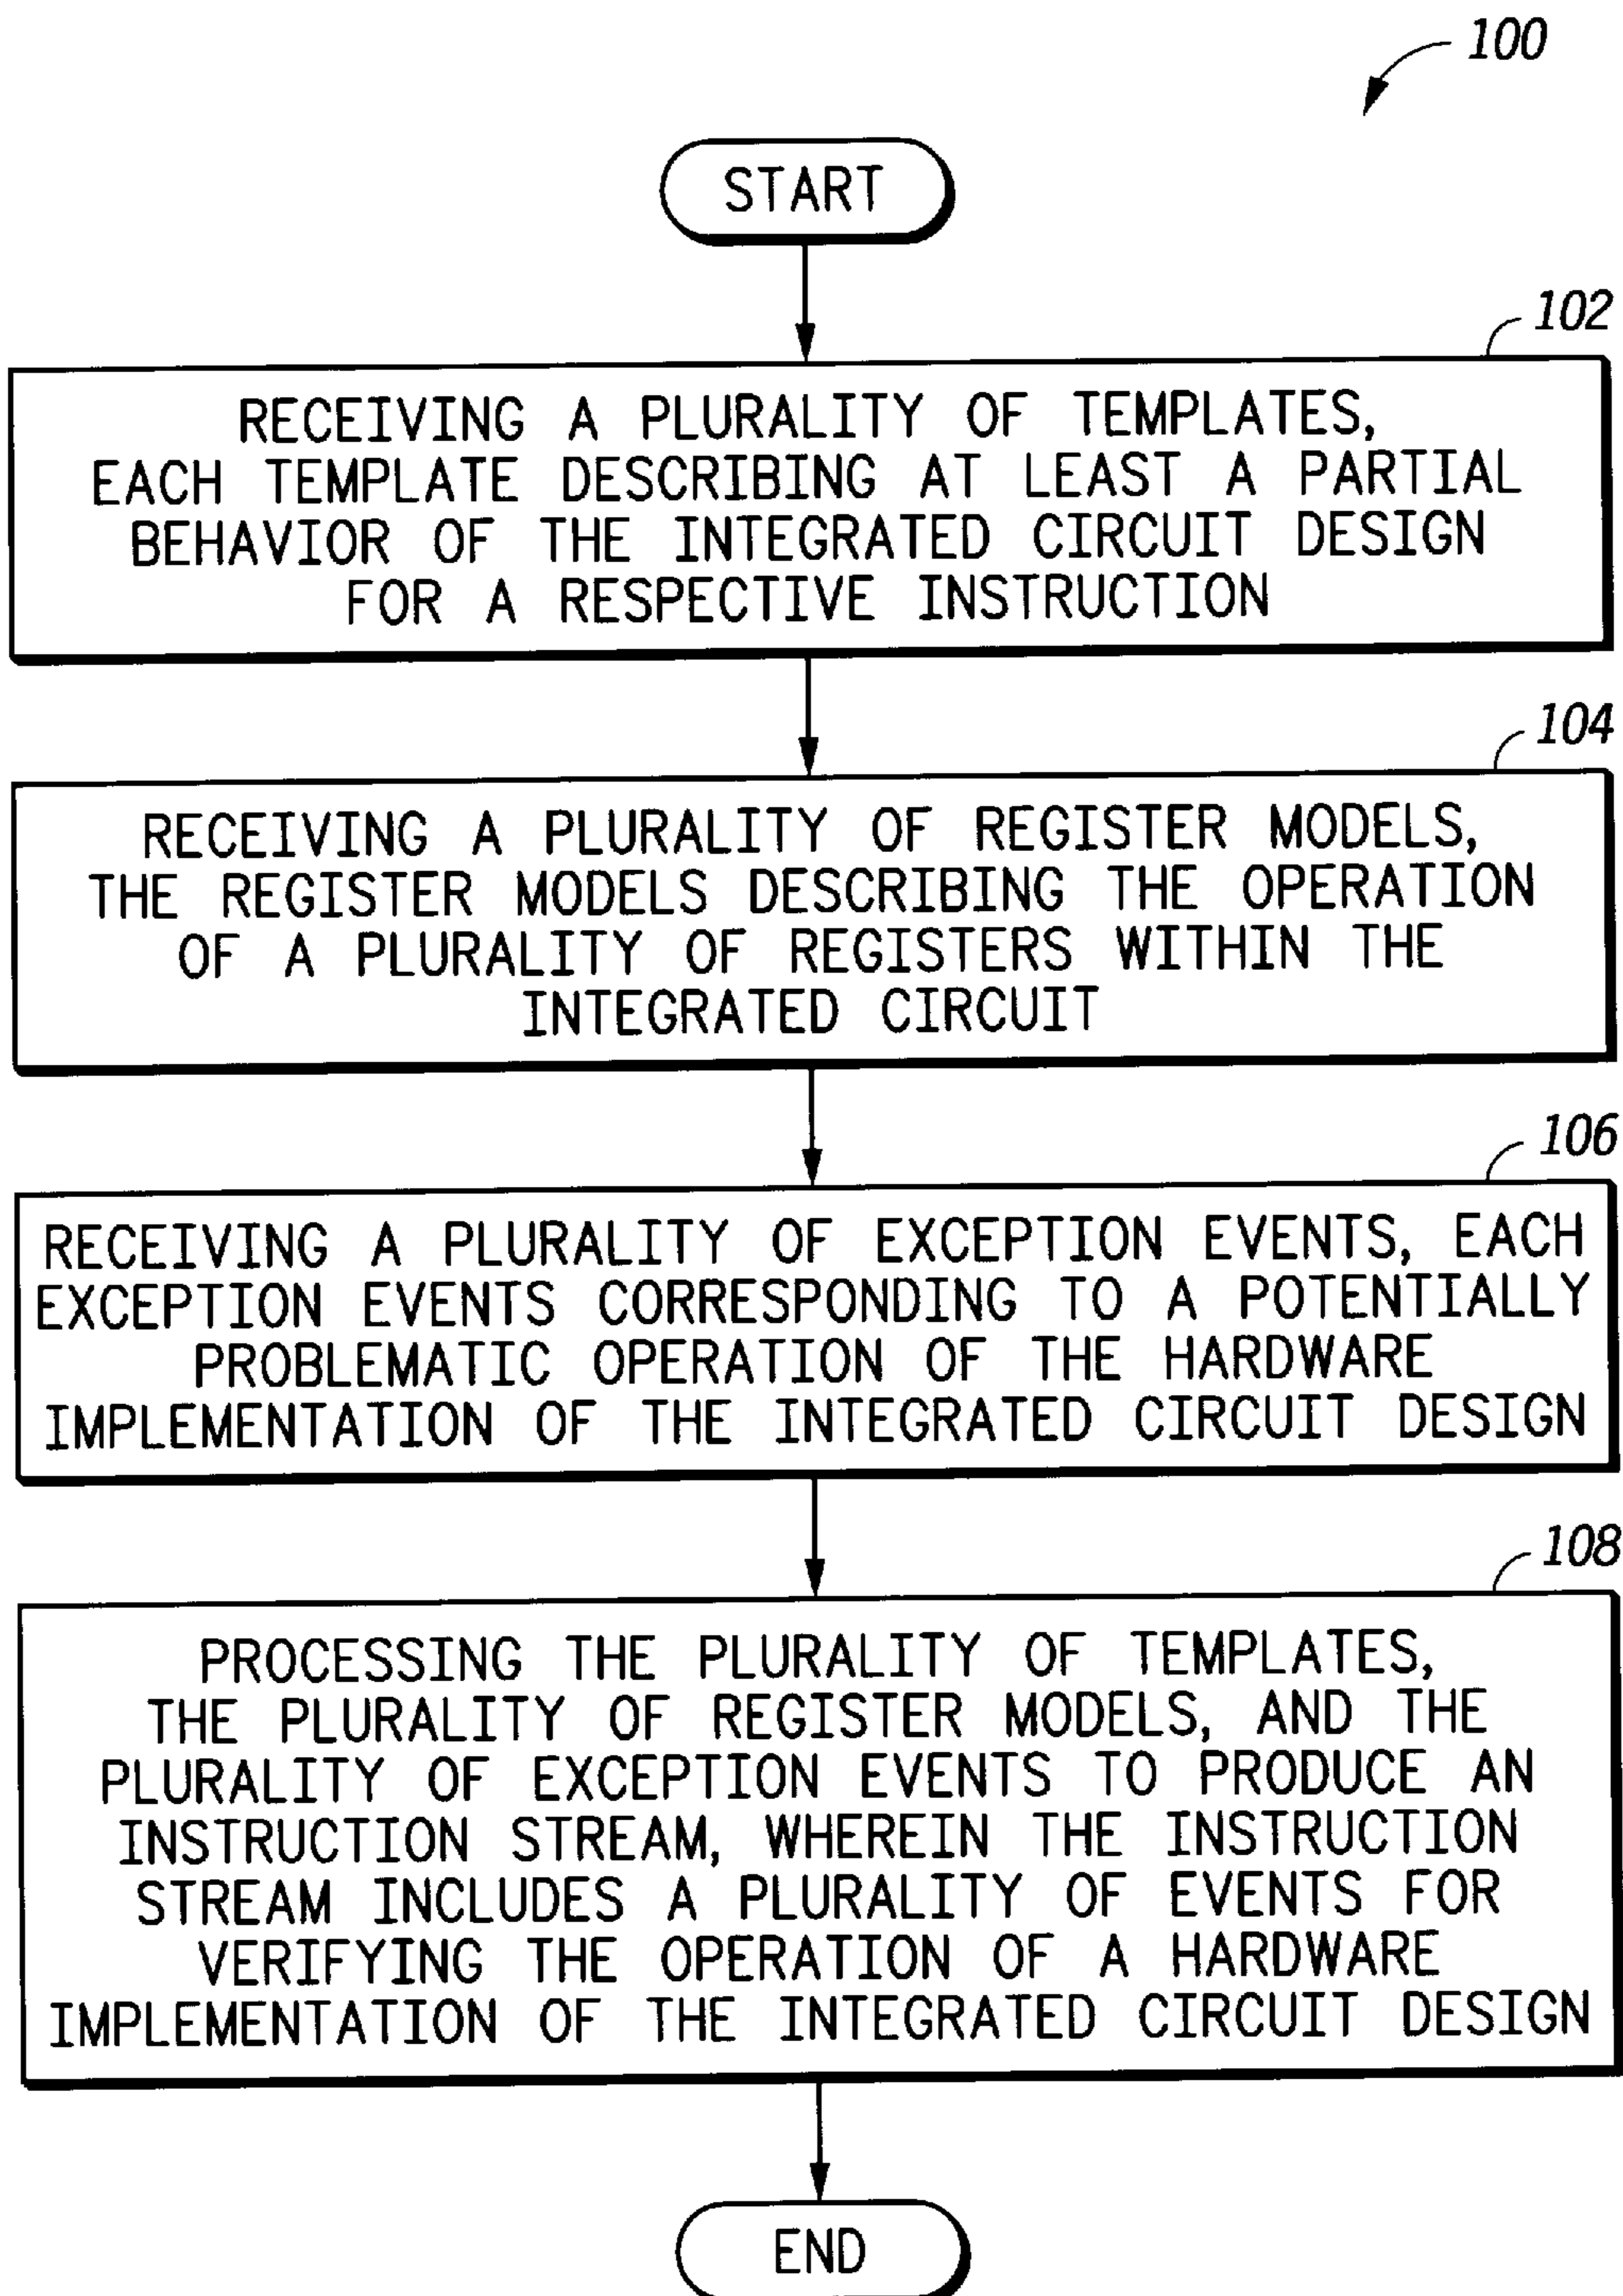 100
START
102
RECEIVING A PLURALITY OF TEMPLATES,
EACH TEMPLATE DESCRIBING AT LEAST A PARTIAL
BEHAVIOR OF THE INTEGRATED CIRCUIT DESIGN
FOR A RESPECTIVE INSTRUCTION
104
RECEIVING A PLURALITY OF REGISTER MODELS,
THE REGISTER MODELS DESCRIBING THE OPERATION
OF A PLURALITY OF REGISTERS WITHIN THE
INTEGRATED CIRCUIT
106
RECEIVING A PLURALITY OF EXCEPTION EVENTS, EACH
EXCEPTION EVENTS CORRESPONDING TO A POTENTIALLY
PROBLEMATIC OPERATION OF THE HARDWARE
IMPLEMENTATION OF THE INTEGRATED CIRCUIT DESIGN
108
PROCESSING THE PLURALITY OF TEMPLATES,
THE PLURALITY OF REGISTER MODELS, AND THE
PLURALITY OF EXCEPTION EVENTS TO PRODUCE AN
INSTRUCTION STREAM, WHEREIN THE INSTRUCTION
STREAM INCLUDES A PLURALITY OF EVENTS FOR
VERIFYING THE OPERATION OF A HARDWARE
IMPLEMENTATION OF THE INTEGRATED CIRCUIT DESIGN
END